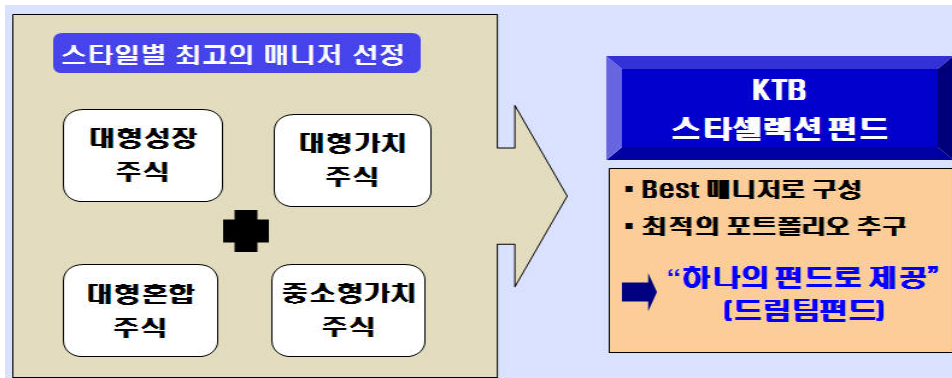 스타일별 최고의 매니저 선정
대형성장
주식
대형가치
주식
대형혼합
주식
중소형가치
주식
KTB
스타셀렉션 펀드
▪ Best 매니저로 구성
▪ 최적의 포트폴리오 추구
“하나의 펀드로 제공”
(드림팀펀드)